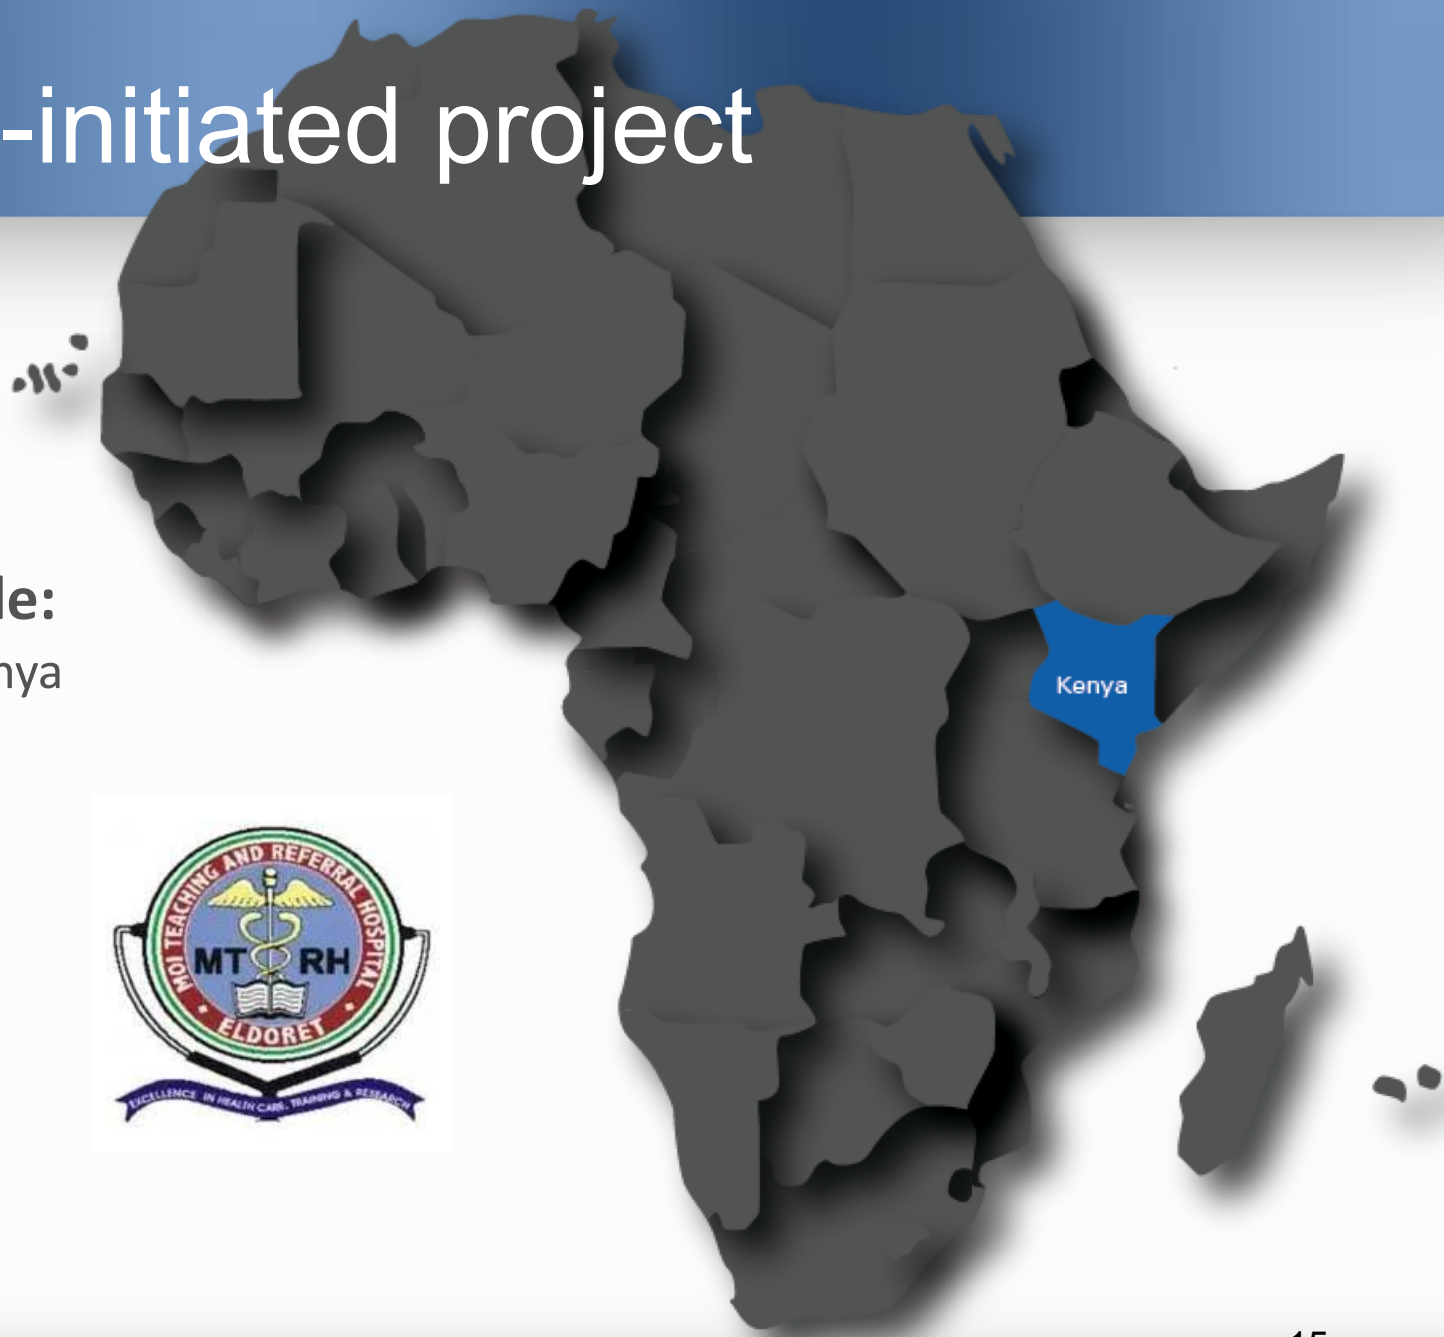 -initiated project
le:
nya
Kenya
MOI TEACHING AND REFERRAL HOSPITAL
MT RH
• ELDORET •
EXCELLENCE IN HEALTH CARE, TRAINING & RESEARCH